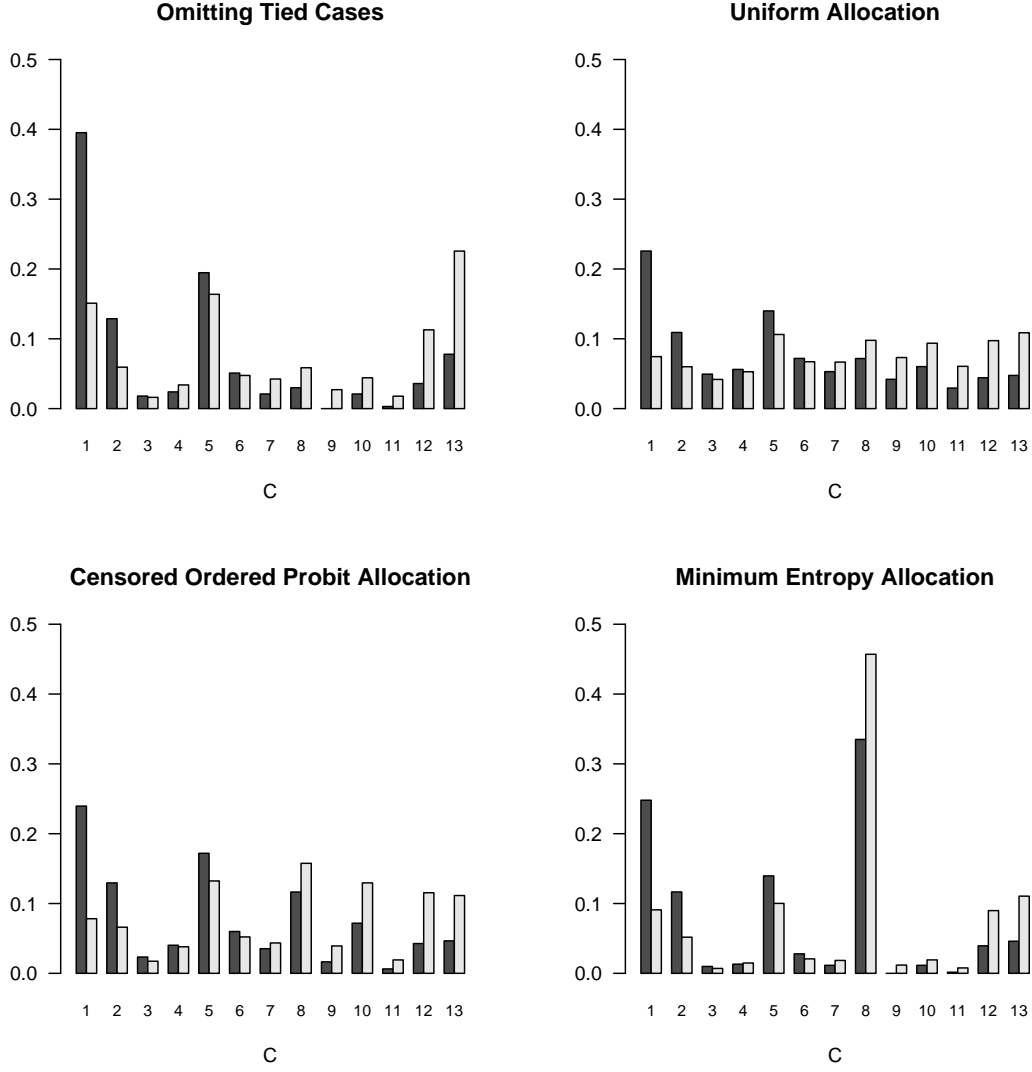 Omitting Tied Cases
0.5
0.4
0.3
0.2
0.1
0.0
1 2 3 4 5 6 7 8 9 10 11 12 13
C
Uniform Allocation
0.5
0.4
0.3
0.2
0.1
0.0
1 2 3 4 5 6 7 8 9 10 11 12 13
C
Censored Ordered Probit Allocation
0.5
0.4
0.3
0.2
0.1
0.0
1 2 3 4 5 6 7 8 9 10 11 12 13
C
Minimum Entropy Allocation
0.5
0.4
0.3
0.2
0.1
0.0
1 2 3 4 5 6 7 8 9 10 11 12 13
C